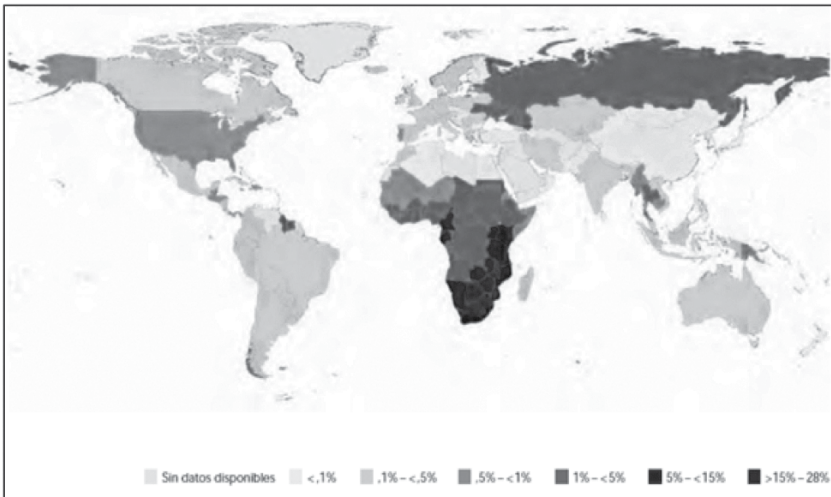 Sin datos disponibles <,1% ,1% – <,5% ,5% – <1% 1% – <5% 5% – <15% >15% – 28%